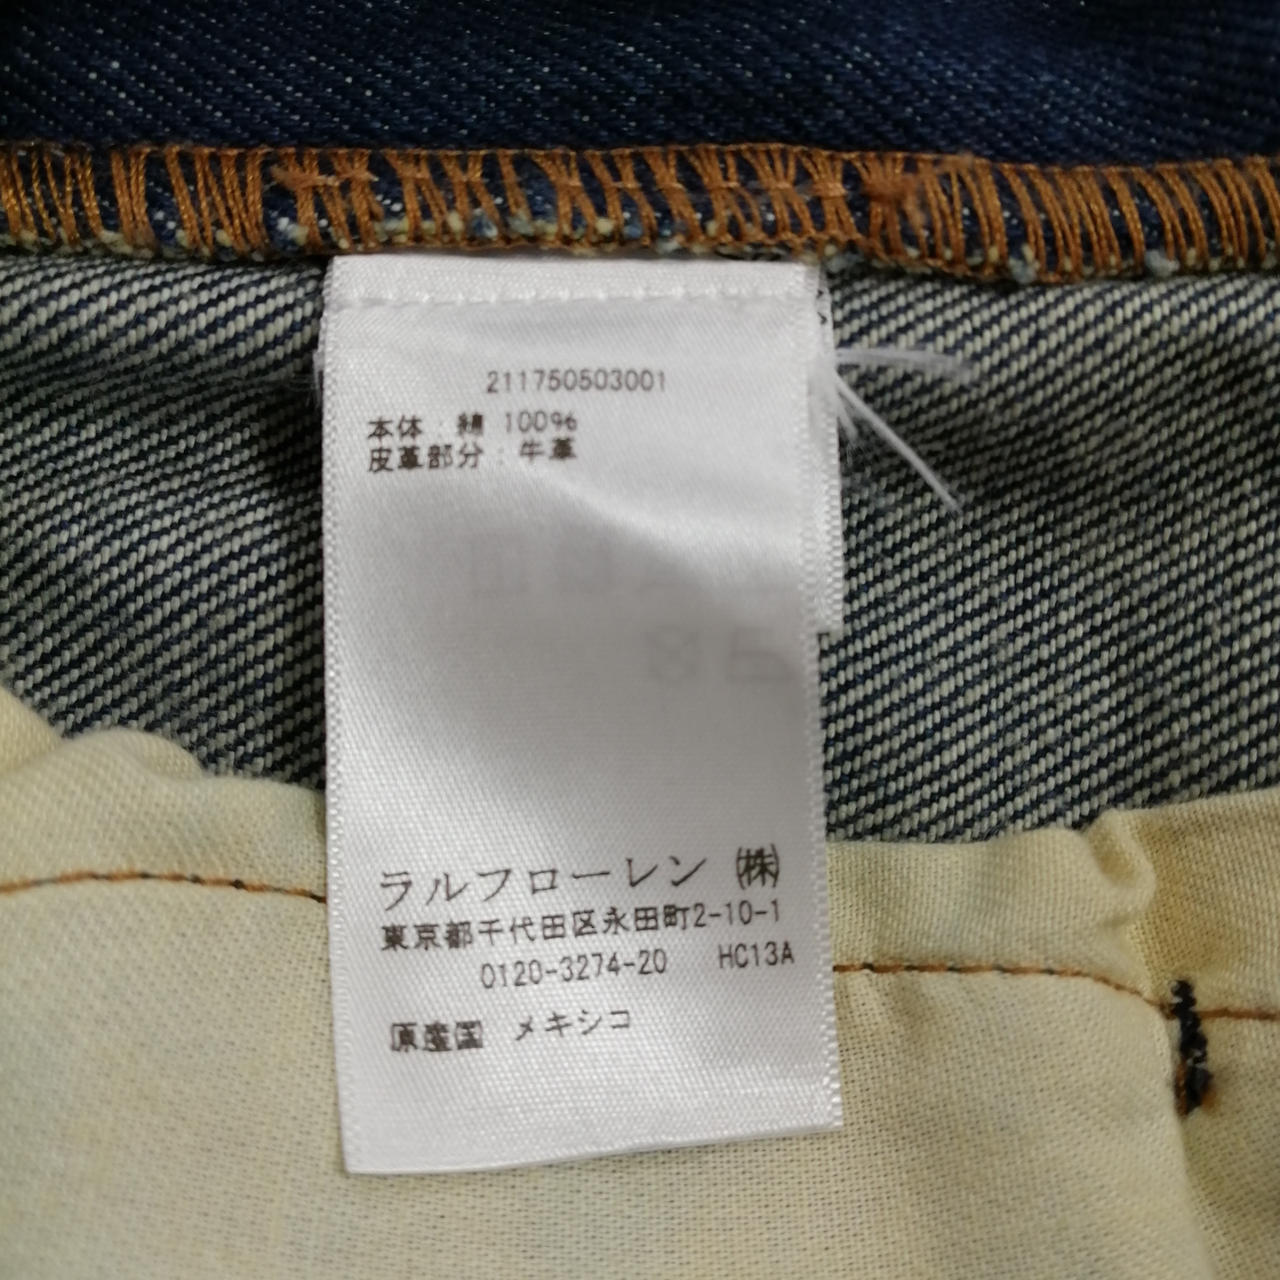 211750503001
本体：綿 100%
皮革部分：牛革
ラルフローレン ㈱
東京都千代田区永田町2-10-1
0120-3274-20 HC13A
原産国 メキシコ